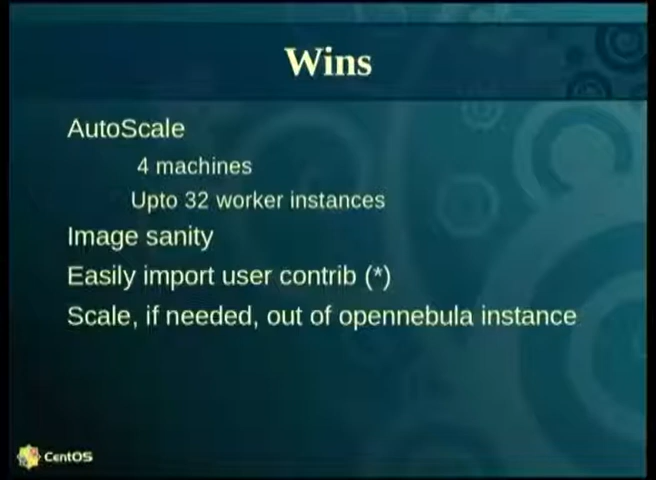 Wins
AutoScale
4 machines
Upto 32 worker instances
Image sanity
Easily import user contrib (*)
Scale, if needed, out of opennebula instance
CentOS